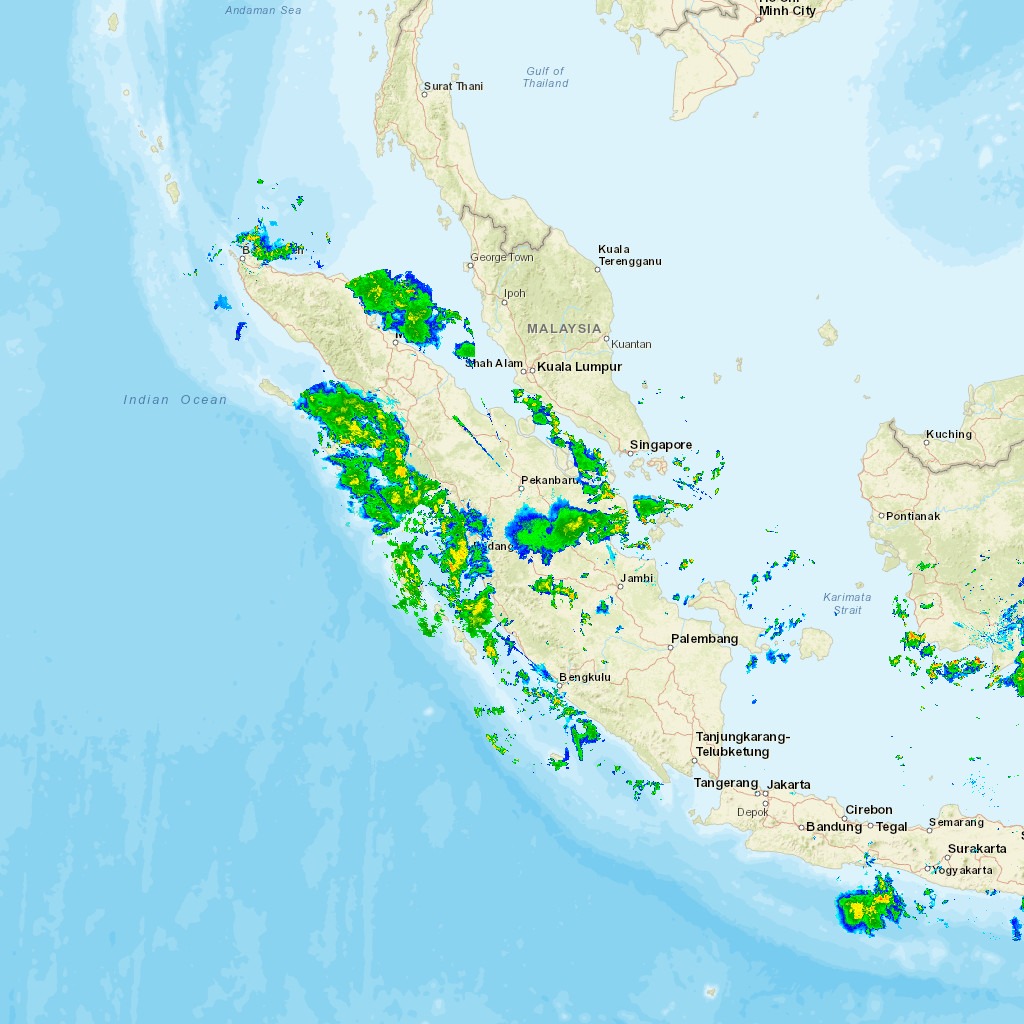 Andaman Sea
Minh City
Gulf of
Thailand
Surat Thani
Kuala
Terengganu
George Town
Ipoh
MALAYSIA
Kuantan
Shah Alam
Kuala Lumpur
Indian Ocean
Kuching
Singapore
Pekanbaru
Pontianak
Jambi
Karimata
Strait
Palembang
Bengkulu
Tanjungkarang-
Telubketung
Tangerang
Jakarta
Depok
Cirebon
Bandung
Tegal
Semarang
Surakarta
Yogyakarta